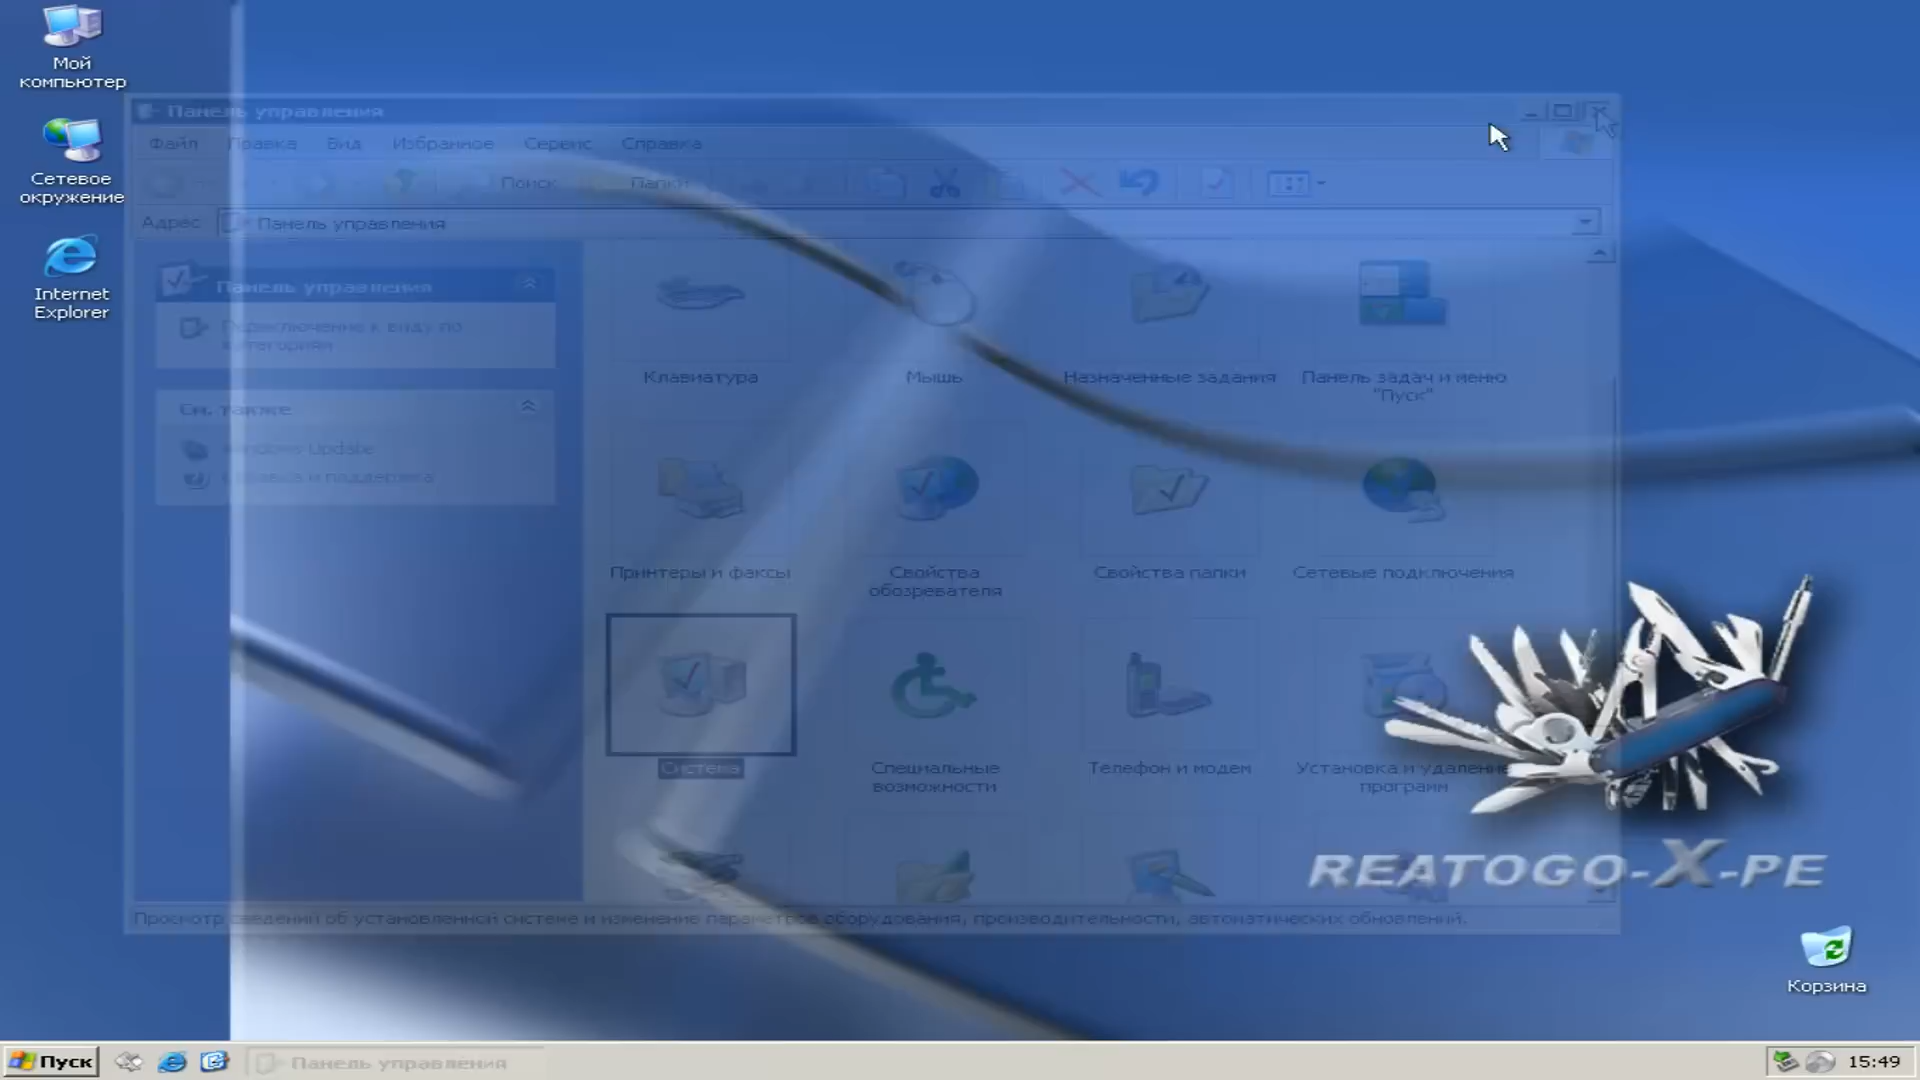 Мой
компьютер
Сетевое
окружение
Internet
Explorer
Панель управления
Файл Правка Вид Избранное Сервис Справка
Поиск Папки
Адрес Панель управления
Панель управления
Переключение к виду по
категориям
См. также
Windows Update
Справка и поддержка
Клавиатура
Мышь
Назначенные задания
Панель задач и меню
"Пуск"
Принтеры и факсы
Свойства
обозревателя
Свойства папки
Сетевые подключения
Система
Специальные
возможности
Телефон и модем
Установка и удаление
программ
Просмотр сведений об установленной системе и изменение параметров оборудования, производительности, автоматических обновлений.
REATOGO-X-PE
Корзина
Пуск
Панель управления
15:49